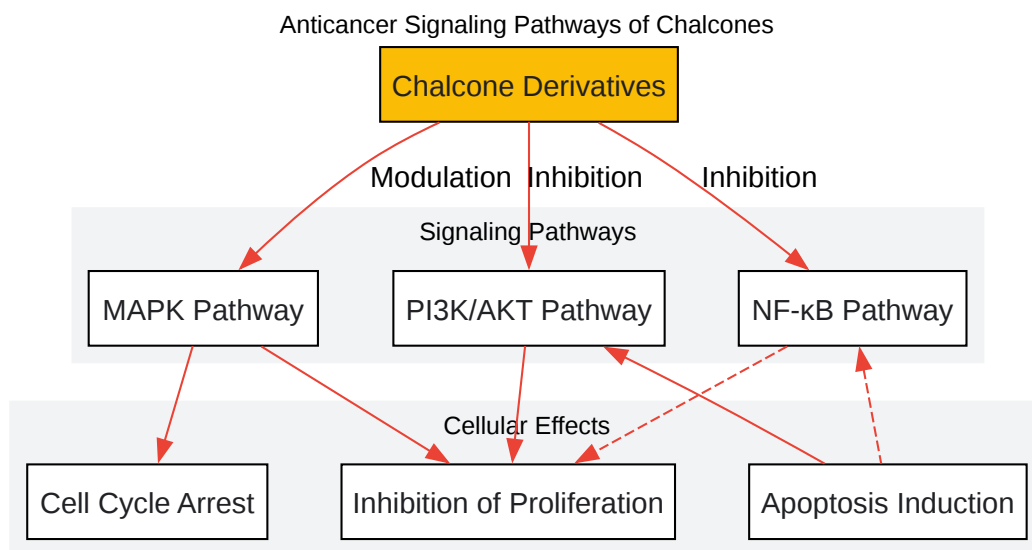 Anticancer Signaling Pathways of Chalcones
Chalcone Derivatives
Modulation
Inhibition
Inhibition
Signaling Pathways
MAPK Pathway
PI3K/AKT Pathway
NF-κB Pathway
Cellular Effects
Cell Cycle Arrest
Inhibition of Proliferation
Apoptosis Induction